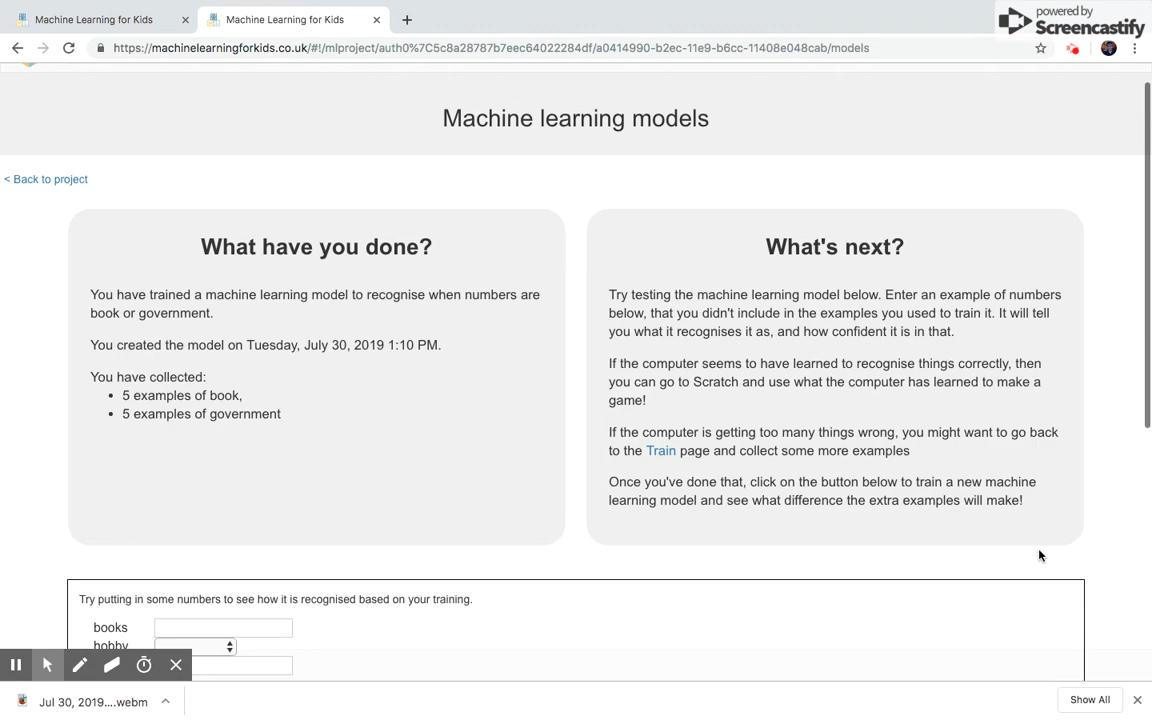 Machine Learning for Kids
Machine Learning for Kids
powered by
Screencastify
https://machinelearningforkids.co.uk/#!/mlproject/auth0%7C5c8a28787b7eec64022284df/a0414990-b2ec-11e9-b6cc-11408e048cab/models
Machine learning models
< Back to project
What have you done?
You have trained a machine learning model to recognise when numbers are
book or government.
You created the model on Tuesday, July 30, 2019 1:10 PM.
You have collected:
• 5 examples of book,
• 5 examples of government
What's next?
Try testing the machine learning model below. Enter an example of numbers
below, that you didn't include in the examples you used to train it. It will tell
you what it recognises it as, and how confident it is in that.
If the computer seems to have learned to recognise things correctly, then
you can go to Scratch and use what the computer has learned to make a
game!
If the computer is getting too many things wrong, you might want to go back
to the Train page and collect some more examples
Once you've done that, click on the button below to train a new machine
learning model and see what difference the extra examples will make!
Try putting in some numbers to see how it is recognised based on your training.
books
hobby
Jul 30, 2019....webm
Show All